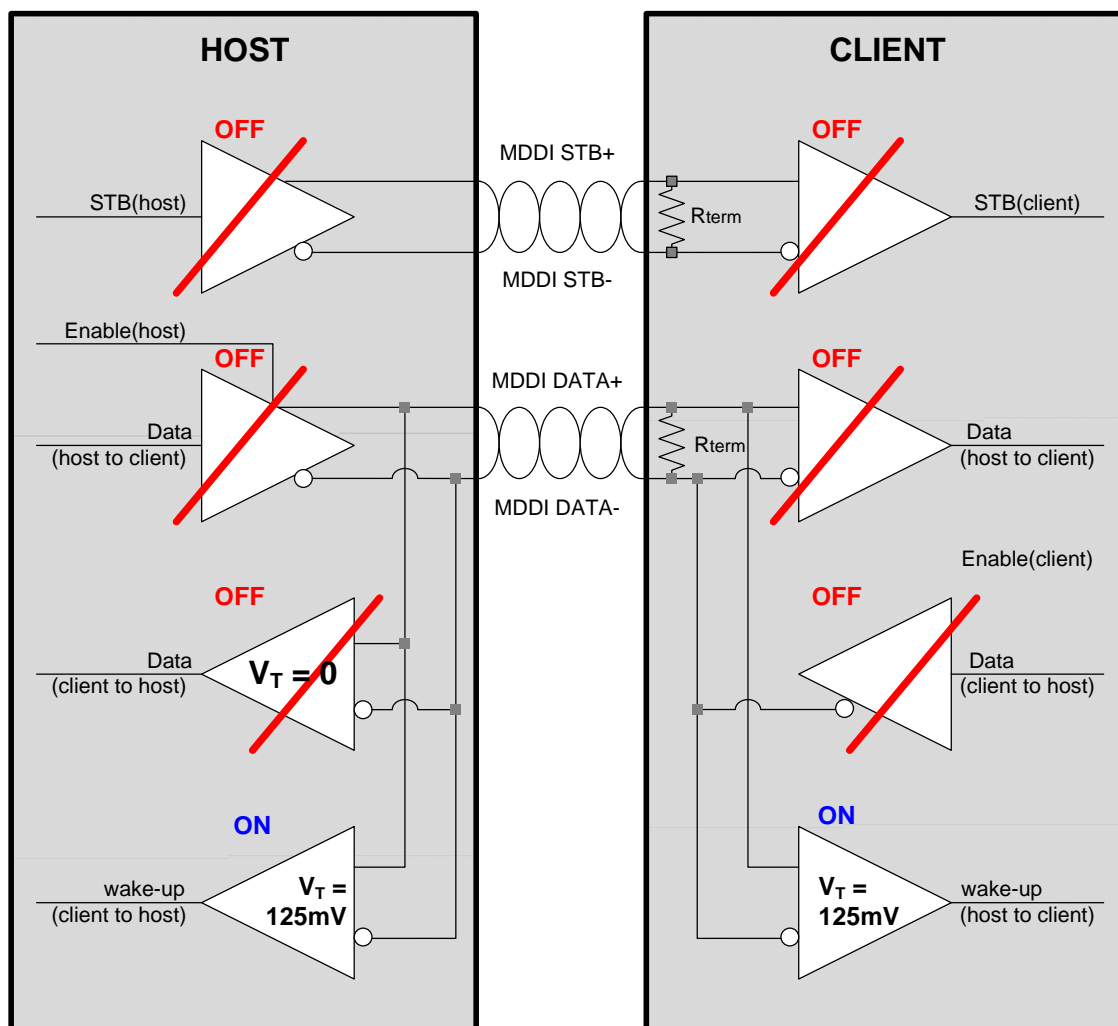 HOST
CLIENT
OFF
OFF
MDDI STB+
STB(host)
Rterm
STB(client)
MDDI STB-
Enable(host)
OFF
OFF
MDDI DATA+
Data
(host to client)
Rterm
Data
(host to client)
MDDI DATA-
Enable(client)
OFF
OFF
Data
(client to host)
VT = 0
Data
(client to host)
ON
ON
wake-up
(client to host)
VT =
125mV
VT =
125mV
wake-up
(host to client)